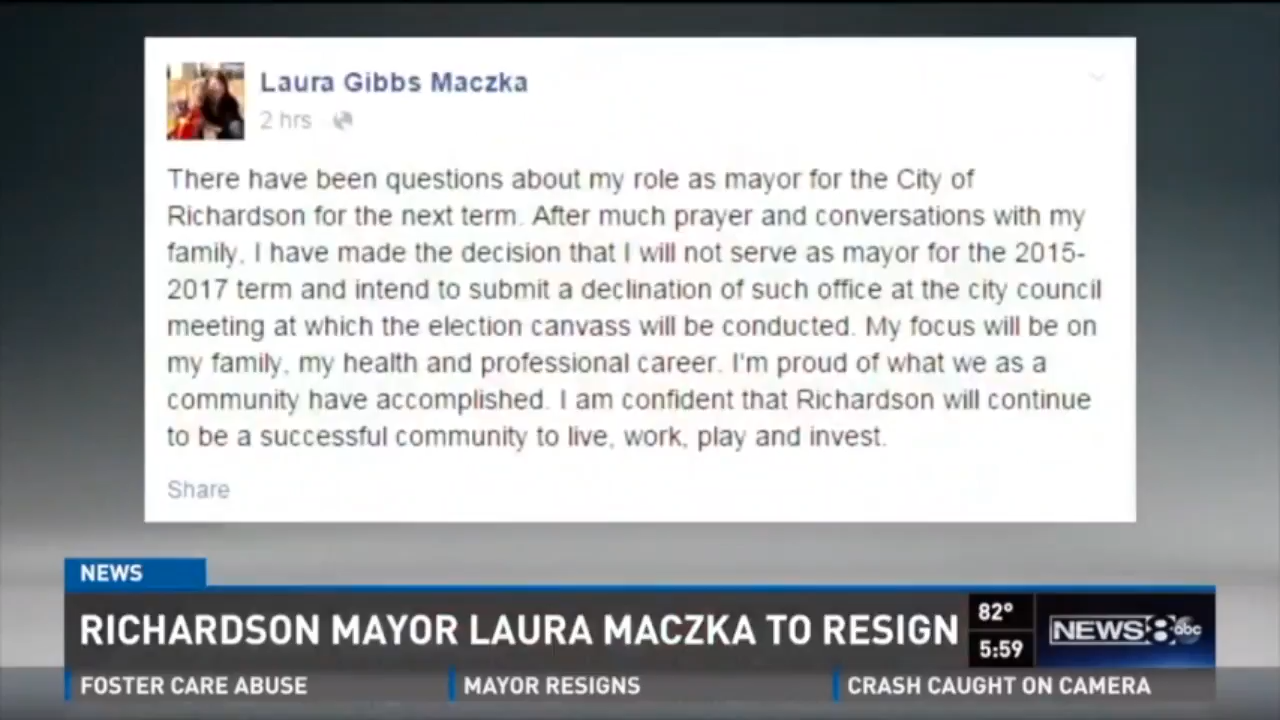 Laura Gibbs Maczka
2 hrs
There have been questions about my role as mayor for the City of
Richardson for the next term. After much prayer and conversations with my
family, I have made the decision that I will not serve as mayor for the 2015-
2017 term and intend to submit a declination of such office at the city council
meeting at which the election canvass will be conducted. My focus will be on
my family, my health and professional career. I'm proud of what we as a
community have accomplished. I am confident that Richardson will continue
to be a successful community to live, work, play and invest.
Share
NEWS
RICHARDSON MAYOR LAURA MACZKA TO RESIGN
82°
5:59
NEWS 8 abc
FOSTER CARE ABUSE
MAYOR RESIGNS
CRASH CAUGHT ON CAMERA